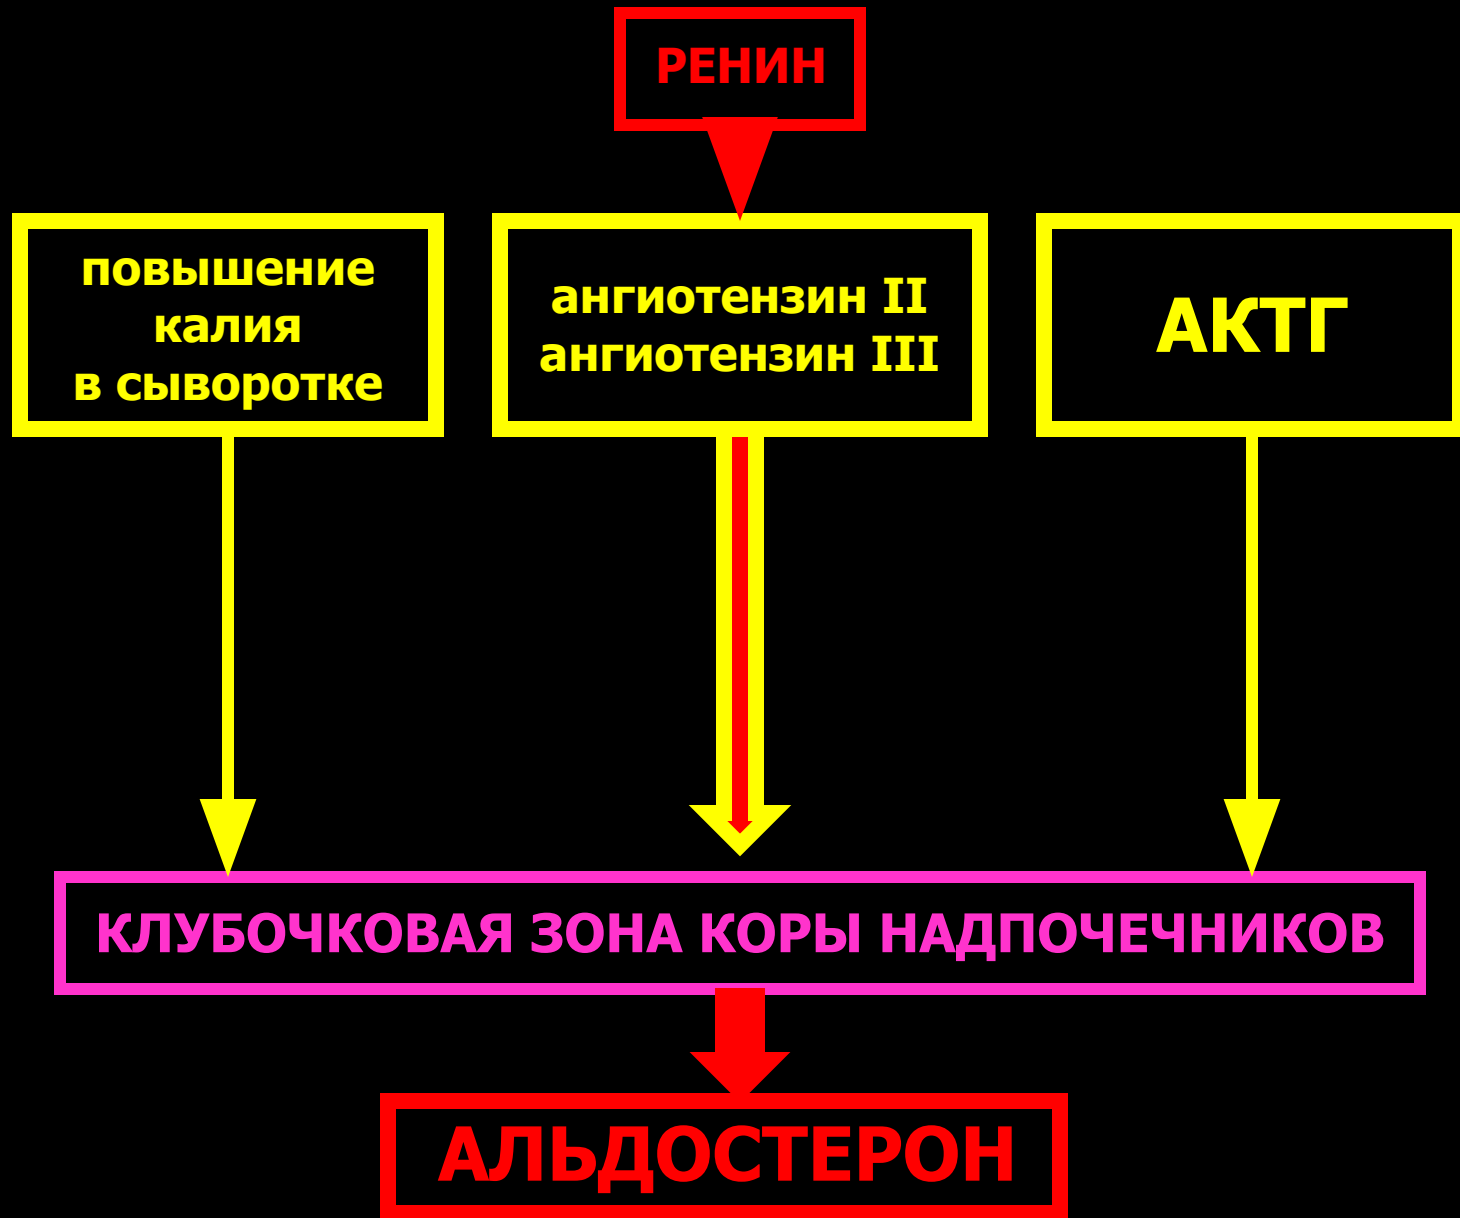 РЕНИН
повышение
калия
в сыворотке
ангиотензин II
ангиотензин III
АКТГ
КЛУБОЧКОВАЯ ЗОНА КОРЫ НАДПОЧЕЧНИКОВ
АЛЬДОСТЕРОН